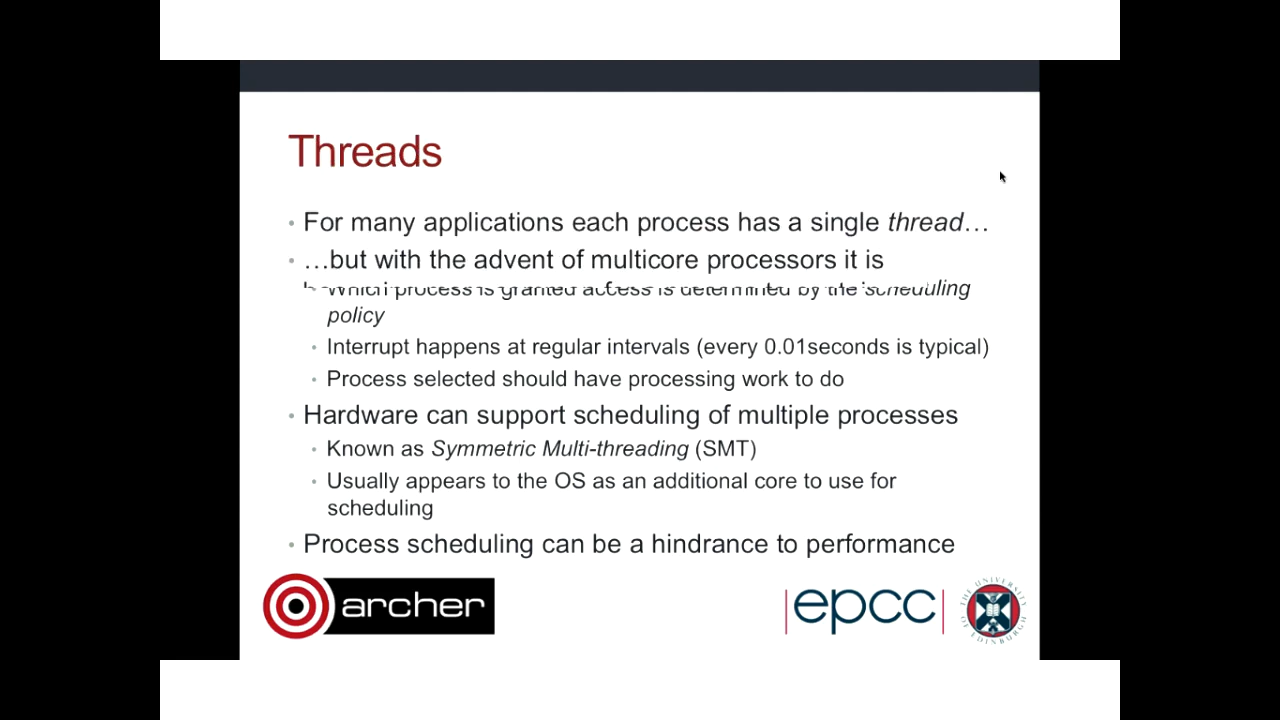 Threads
• For many applications each process has a single thread…
• …but with the advent of multicore processors it is
• Which process is granted access is determined by the 'scheduling
policy
• Interrupt happens at regular intervals (every 0.01seconds is typical)
• Process selected should have processing work to do
• Hardware can support scheduling of multiple processes
• Known as Symmetric Multi-threading (SMT)
• Usually appears to the OS as an additional core to use for
scheduling
• Process scheduling can be a hindrance to performance
archer
|epcc|
THE UNIVERSITY OF EDINBURGH